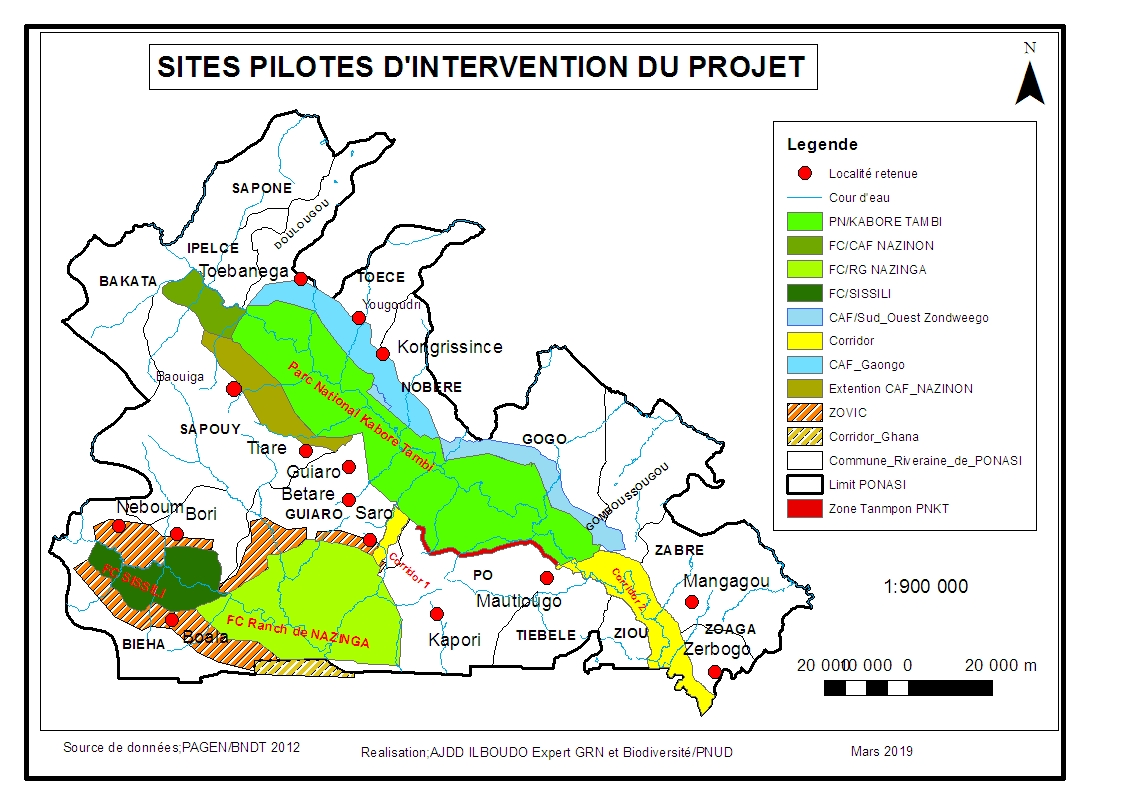 SITES PILOTES D'INTERVENTION DU PROJET
N
Legende
Localité retenue
Cour d'eau
PN/KABORE TAMBI
FC/CAF NAZINON
FC/RG NAZINGA
FC/SISSILI
CAF/Sud_Ouest Zondweego
Corridor
CAF_Gaongo
Extention CAF_NAZINON
ZOVIC
Corridor_Ghana
Commune_Riveraine_de_PONASI
Limit PONASI
Zone Tanmpon PNKT
SAPONE
DOULOUGOU
IPELCE
Toebanega
TOECE
BAKATA
Yougoudri
Kongrissince
Baouiga
Parc National Kabore Tambi
NOBERE
SAPOUY
GOGO
Tiare
Guiaro
GOMBOUSSOUGOU
Betare
Neboum
Bori
GUIARO
Saro
ZABRE
FC SISSILI
Corridor 1
PO
Corridor 2
Mangagou
Mautiougo
FC Ranch de NAZINGA
Kapori
TIEBELE
ZIOU
ZOAGA
Boala
BIEHA
Zerbogo
1:900 000
20 000
10 000
0
20 000 m
Source de données;PAGEN/BNDT 2012
Realisation;AJDD ILBOUDO Expert GRN et Biodiversité/PNUD
Mars 2019